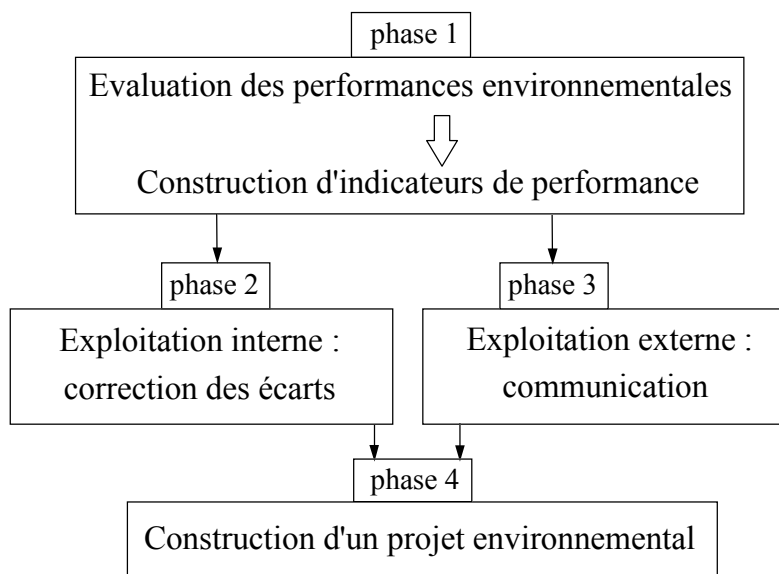 phase 1
Evaluation des performances environnementales
Construction d'indicateurs de performance
phase 2
Exploitation interne :
correction des écarts
phase 3
Exploitation externe :
communication
phase 4
Construction d'un projet environnemental